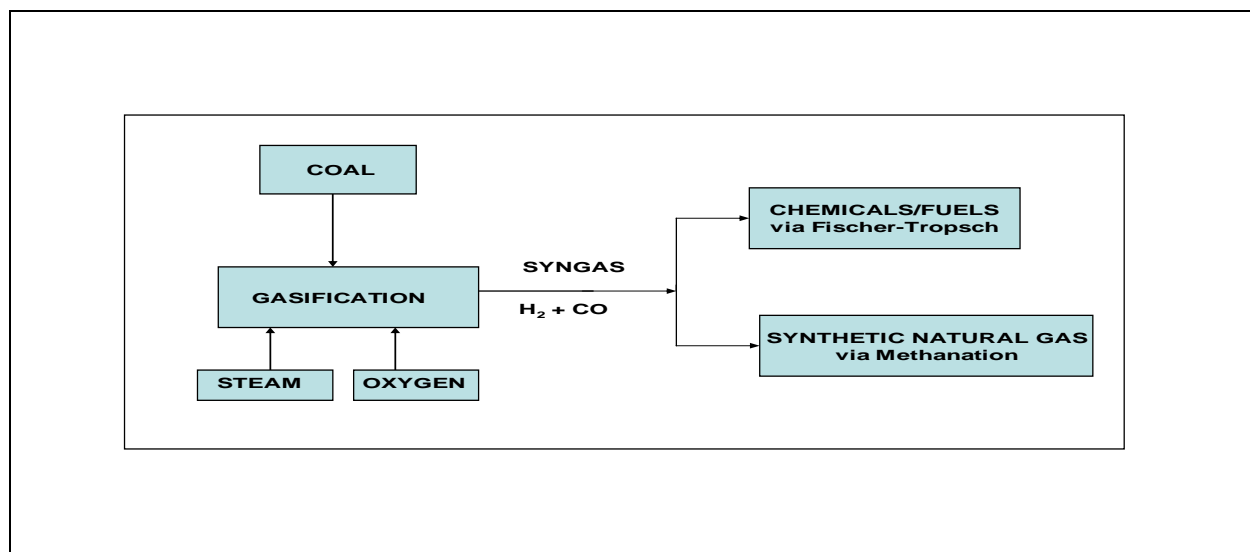 COAL
CHEMICALS/FUELS
via Fischer-Tropsch
SYNGAS
GASIFICATION
H₂ + CO
SYNTHETIC NATURAL GAS
via Methanation
STEAM
OXYGEN